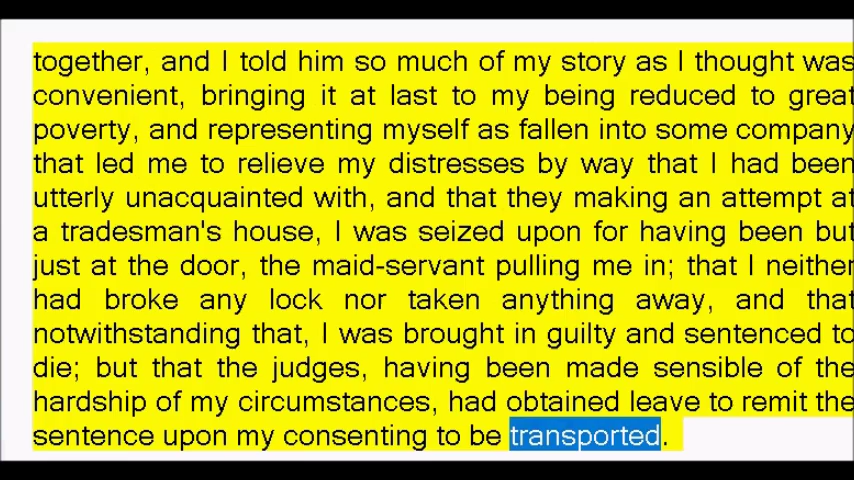 together, and I told him so much of my story as I thought was
convenient, bringing it at last to my being reduced to great
poverty, and representing myself as fallen into some company
that led me to relieve my distresses by way that I had been
utterly unacquainted with, and that they making an attempt at
a tradesman's house, I was seized upon for having been but
just at the door, the maid-servant pulling me in; that I neither
had broke any lock nor taken anything away, and that
notwithstanding that, I was brought in guilty and sentenced to
die; but that the judges, having been made sensible of the
hardship of my circumstances, had obtained leave to remit the
sentence upon my consenting to be transported.